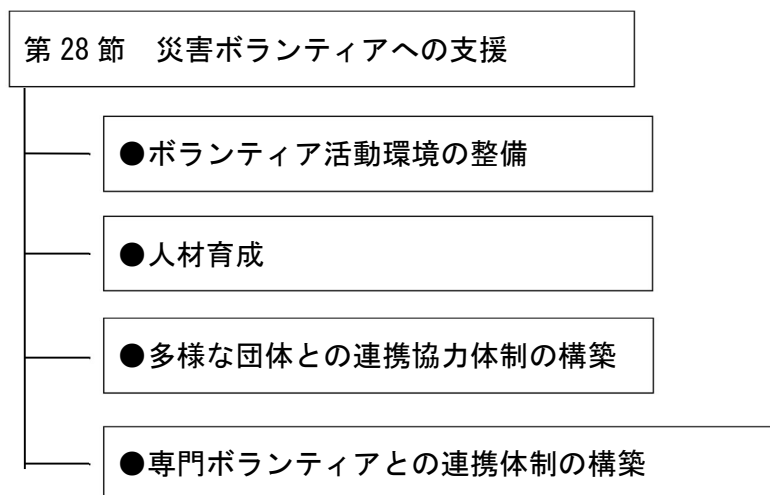 第 28 節　災害ボランティアへの支援
●ボランティア活動環境の整備
●人材育成
●多様な団体との連携協力体制の構築
●専門ボランティアとの連携体制の構築